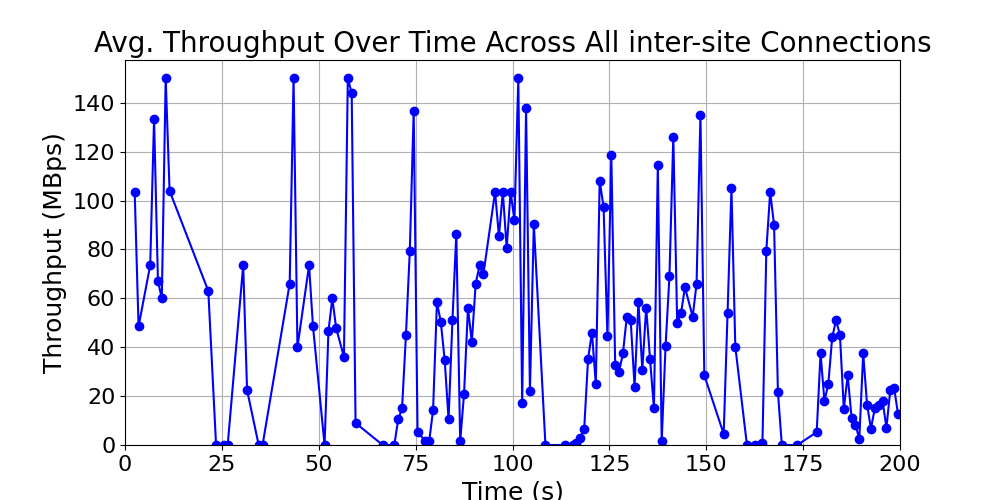 Avg. Throughput Over Time Across All inter-site Connections
Throughput (MBps)
140
120
100
80
60
40
20
0
0 25 50 75 100 125 150 175 200
Time (s)